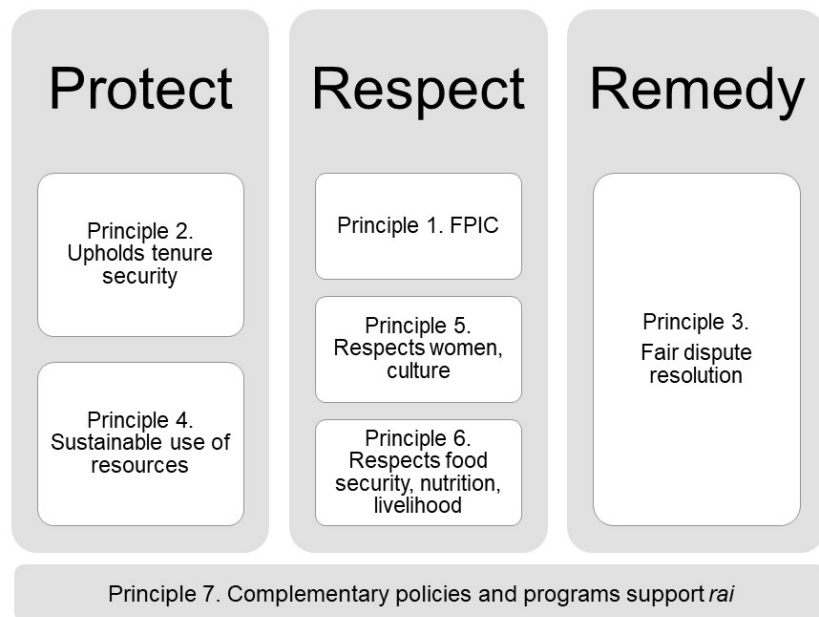 Protect
Principle 2.
Upholds tenure
security
Principle 4.
Sustainable use of
resources
Respect
Principle 1. FPIC
Principle 5.
Respects women,
culture
Principle 6.
Respects food
security, nutrition,
livelihood
Remedy
Principle 3.
Fair dispute
resolution
Principle 7. Complementary policies and programs support rai